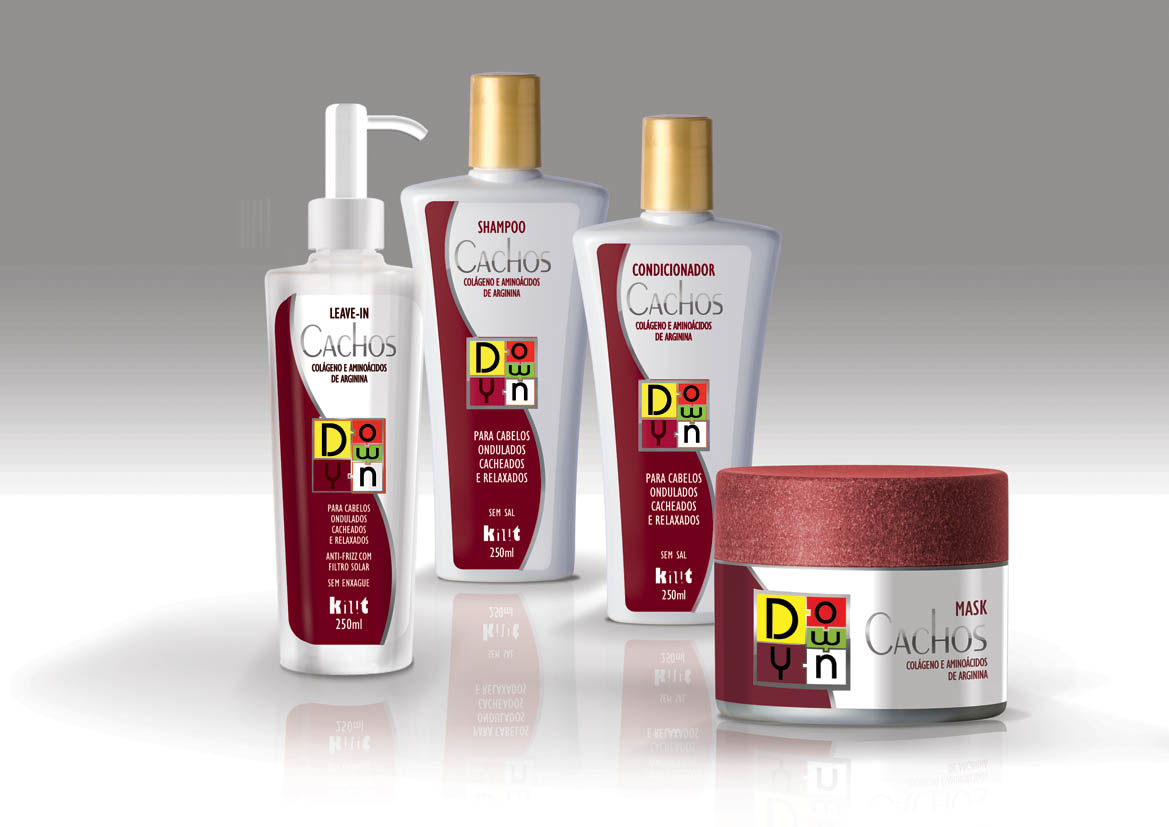 LEAVE-IN
CACHOS
COLÁGENO E AMINOÁCIDOS
DE ARGININA
Down
y
PARA CABELOS
ONDULADOS
CACHEADOS
E RELAXADOS
ANTI-FRIZZ COM
FILTRO SOLAR
SEM ENXAGUE
knut
250ml
SHAMPOO
CACHOS
COLÁGENO E AMINOÁCIDOS
DE ARGININA
Down
y
PARA CABELOS
ONDULADOS
CACHEADOS
E RELAXADOS
SEM SAL
knut
250ml
CONDICIONADOR
CACHOS
COLÁGENO E AMINOÁCIDOS
DE ARGININA
Down
y
PARA CABELOS
ONDULADOS
CACHEADOS
E RELAXADOS
SEM SAL
knut
250ml
Down
y
MASK
CACHOS
COLÁGENO E AMINOÁCIDOS
DE ARGININA